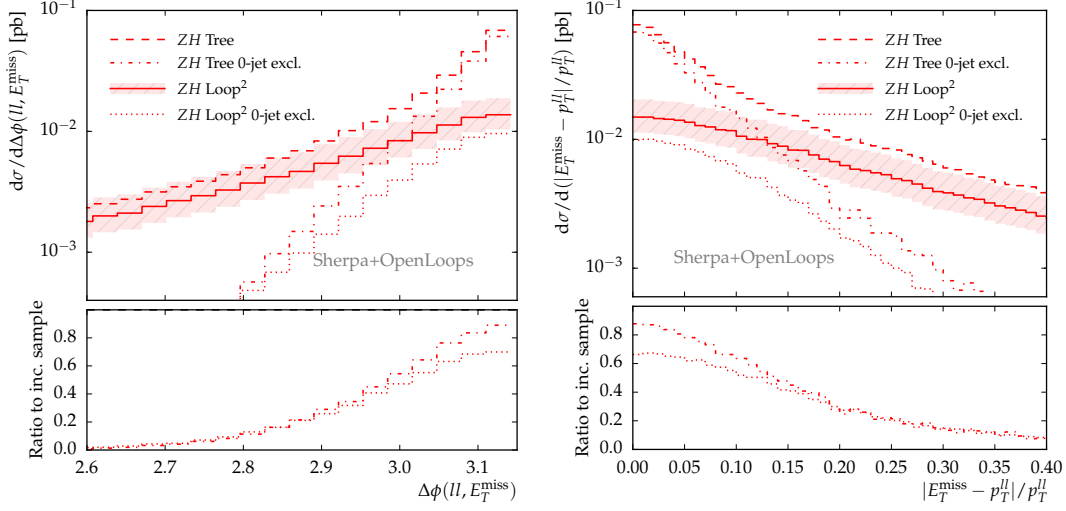 10⁻¹
10⁻²
10⁻³
dσ/dΔϕ(ll, E_T^miss) [pb]
ZH Tree
ZH Tree 0-jet excl.
ZH Loop²
ZH Loop² 0-jet excl.
Sherpa+OpenLoops
0.8
0.6
0.4
0.2
0.0
Ratio to inc. sample
2.6 2.7 2.8 2.9 3.0 3.1
Δϕ(ll, E_T^miss)
10⁻¹
10⁻²
10⁻³
dσ/d(|E_T^miss − p_T^ll|/p_T^ll) [pb]
ZH Tree
ZH Tree 0-jet excl.
ZH Loop²
ZH Loop² 0-jet excl.
Sherpa+OpenLoops
0.8
0.6
0.4
0.2
0.0
Ratio to inc. sample
0.00 0.05 0.10 0.15 0.20 0.25 0.30 0.35 0.40
|E_T^miss − p_T^ll|/p_T^ll